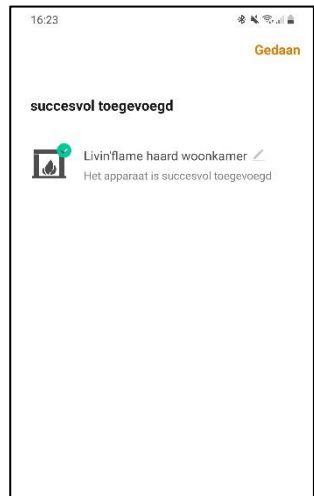 16:23
Gedaan
succesvol toegevoegd
Livin'flame haard woonkamer
Het apparaat is succesvol toegevoegd